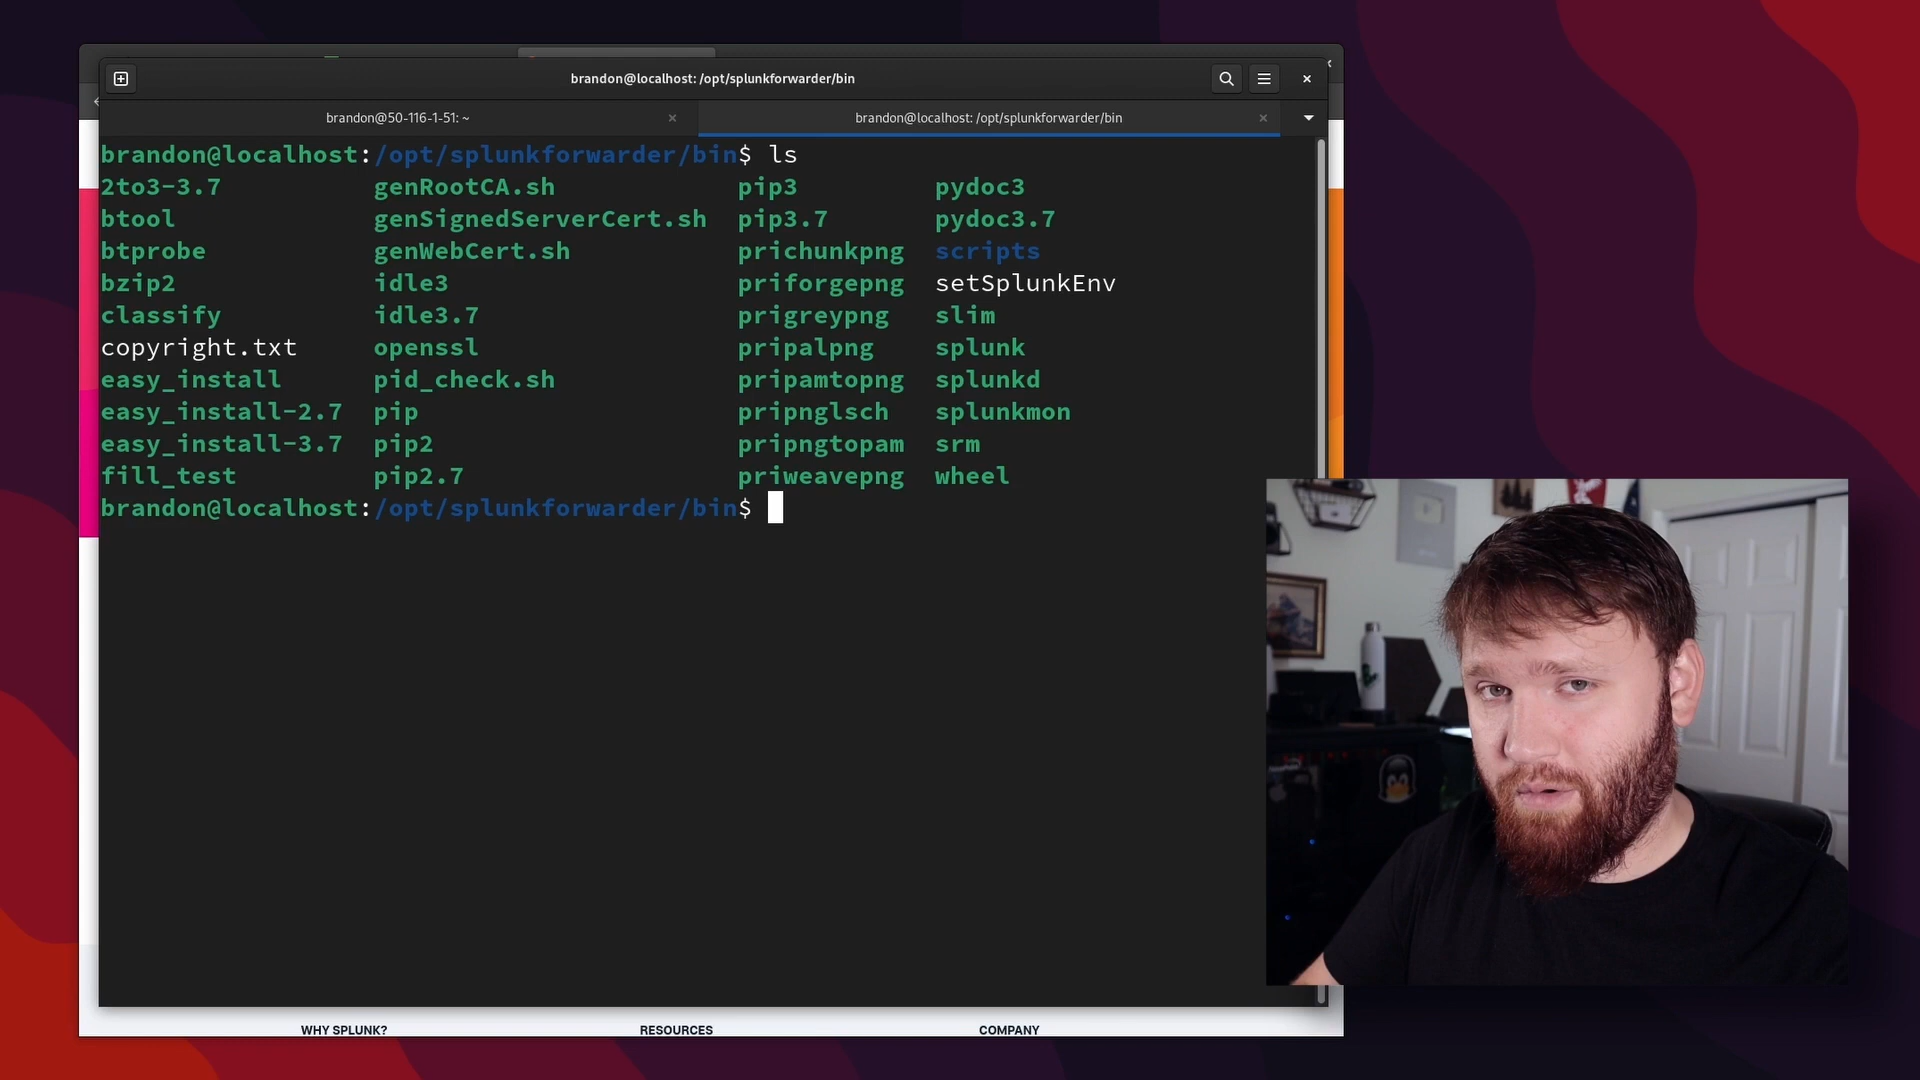 brandon@localhost: /opt/splunkforwarder/bin
brandon@50-116-1-51: ~
brandon@localhost: /opt/splunkforwarder/bin
brandon@localhost:/opt/splunkforwarder/bin$ ls
2to3-3.7 genRootCA.sh pip3 pydoc3
btool genSignedServerCert.sh pip3.7 pydoc3.7
btprobe genWebCert.sh prichunkpng scripts
bzip2 idle3 priforgepng setSplunkEnv
classify idle3.7 prigreypng slim
copyright.txt openssl pripalpng splunk
easy_install pid_check.sh pripamtopng splunkd
easy_install-2.7 pip pripnglsch splunkmon
easy_install-3.7 pip2 pripngtopam srm
fill_test pip2.7 priweavepng wheel
brandon@localhost:/opt/splunkforwarder/bin$
WHY SPLUNK? RESOURCES COMPANY